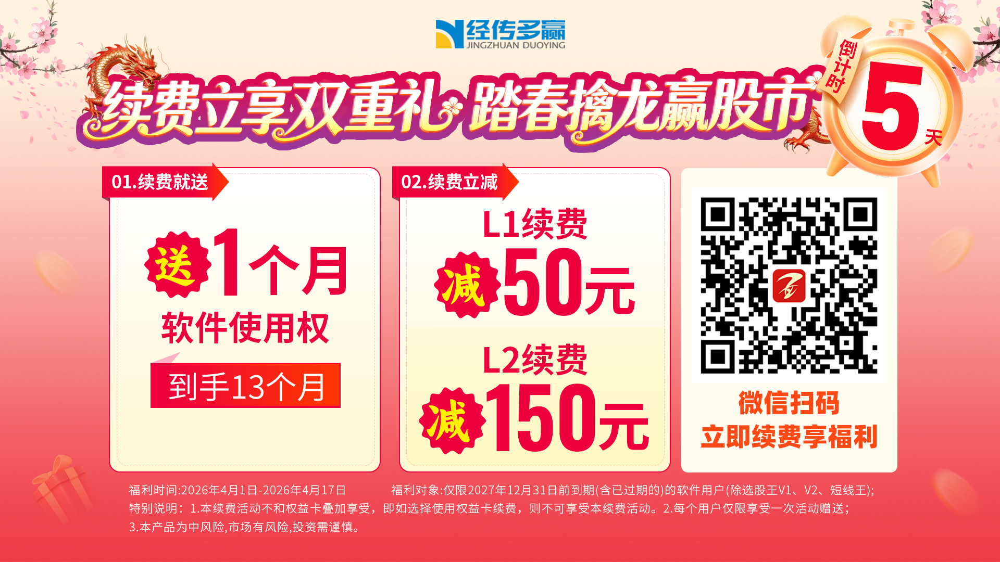 经传多赢
JINGZHUAN DUOYING
续费立享双重礼 踏春擒龙赢股市
倒计时
5天
01.续费就送
送1个月
软件使用权
到手13个月
02.续费立减
L1续费
减50元
L2续费
减150元
微信扫码
立即续费享福利
福利时间:2026年4月1日-2026年4月17日
福利对象:仅限2027年12月31日前到期(含已过期的)的软件用户(除选股王V1、V2、短线王);
特别说明：1.本续费活动不和权益卡叠加享受，即如选择使用权益卡续费，则不可享受本续费活动。2.每个用户仅限享受一次活动赠送；
3.本产品为中风险,市场有风险,投资需谨慎。